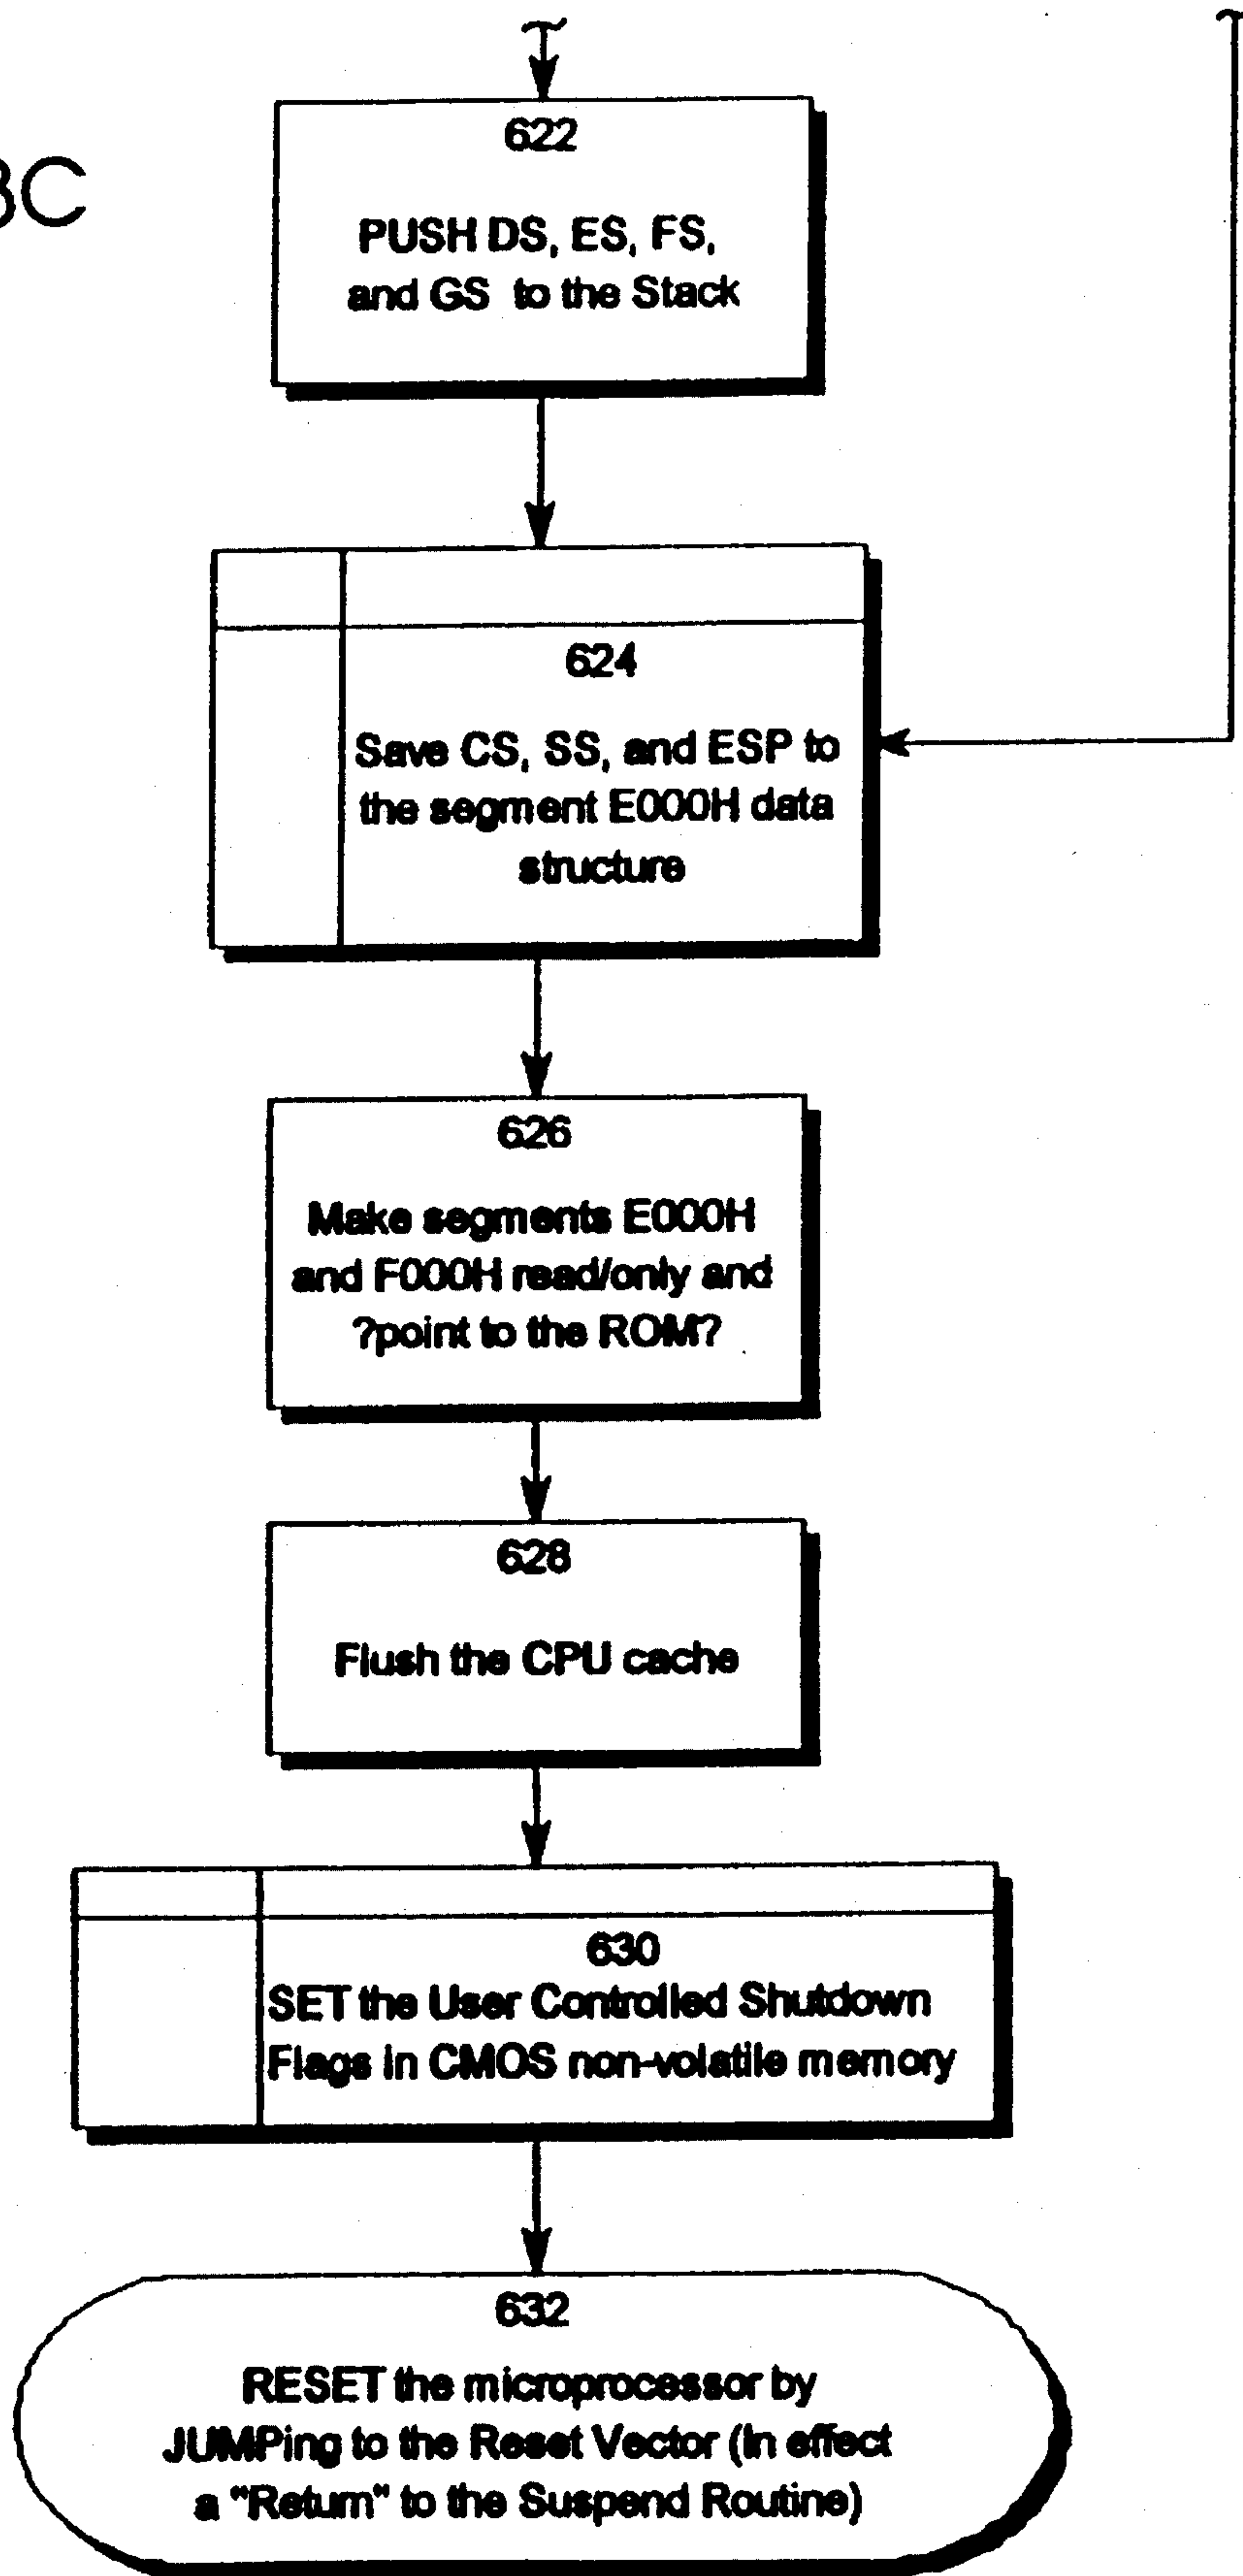 3C
622
PUSH DS, ES, FS,
and GS to the Stack
624
Save CS, SS, and ESP to
the segment E000H data
structure
626
Make segments E000H
and F000H read/only and
?point to the ROM?
628
Flush the CPU cache
630
SET the User Controlled Shutdown
Flags in CMOS non-volatile memory
632
RESET the microprocessor by
JUMPing to the Reset Vector (In effect
a "Return" to the Suspend Routine)